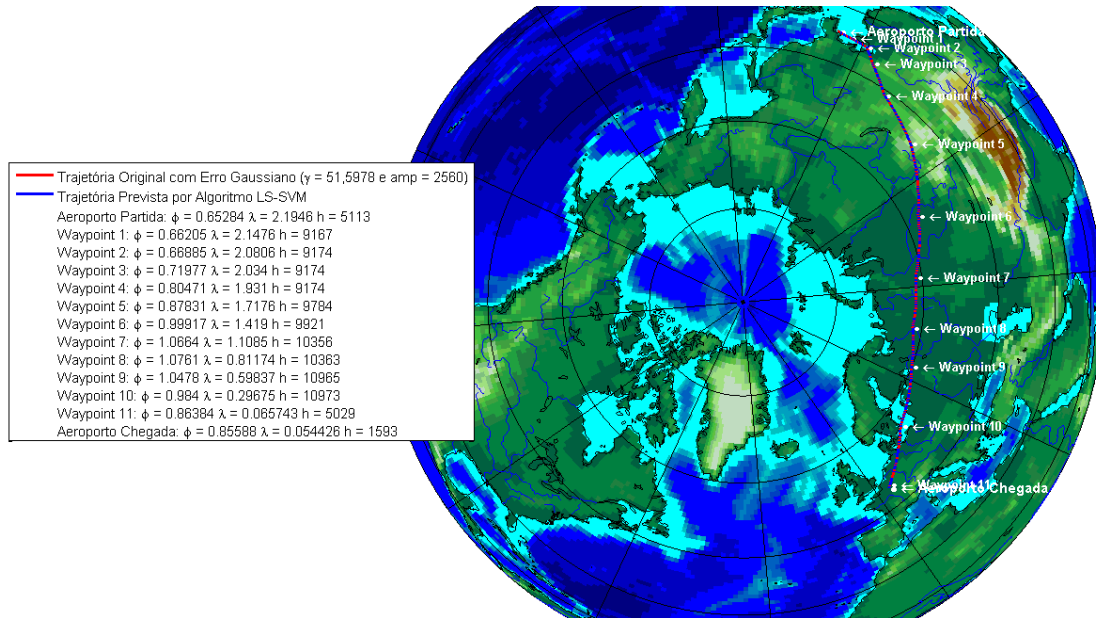 Trajetória Original com Erro Gaussiano (γ = 51,5978 e amp = 2560)
Trajetória Prevista por Algoritmo LS-SVM
Aeroporto Partida: ϕ = 0.65284 λ = 2.1946 h = 5113
Waypoint 1: ϕ = 0.66205 λ = 2.1476 h = 9167
Waypoint 2: ϕ = 0.66885 λ = 2.0806 h = 9174
Waypoint 3: ϕ = 0.71977 λ = 2.034 h = 9174
Waypoint 4: ϕ = 0.80471 λ = 1.931 h = 9174
Waypoint 5: ϕ = 0.87831 λ = 1.7176 h = 9784
Waypoint 6: ϕ = 0.99917 λ = 1.419 h = 9921
Waypoint 7: ϕ = 1.0664 λ = 1.1085 h = 10356
Waypoint 8: ϕ = 1.0761 λ = 0.81174 h = 10363
Waypoint 9: ϕ = 1.0478 λ = 0.59837 h = 10965
Waypoint 10: ϕ = 0.984 λ = 0.29675 h = 10973
Waypoint 11: ϕ = 0.86384 λ = 0.065743 h = 5029
Aeroporto Chegada: ϕ = 0.85588 λ = 0.054426 h = 1593
← Aeroporto Partida
← Waypoint 1
← Waypoint 2
← Waypoint 3
← Waypoint 4
← Waypoint 5
← Waypoint 6
← Waypoint 7
← Waypoint 8
← Waypoint 9
← Waypoint 10
← Waypoint 11
← Aeroporto Chegada